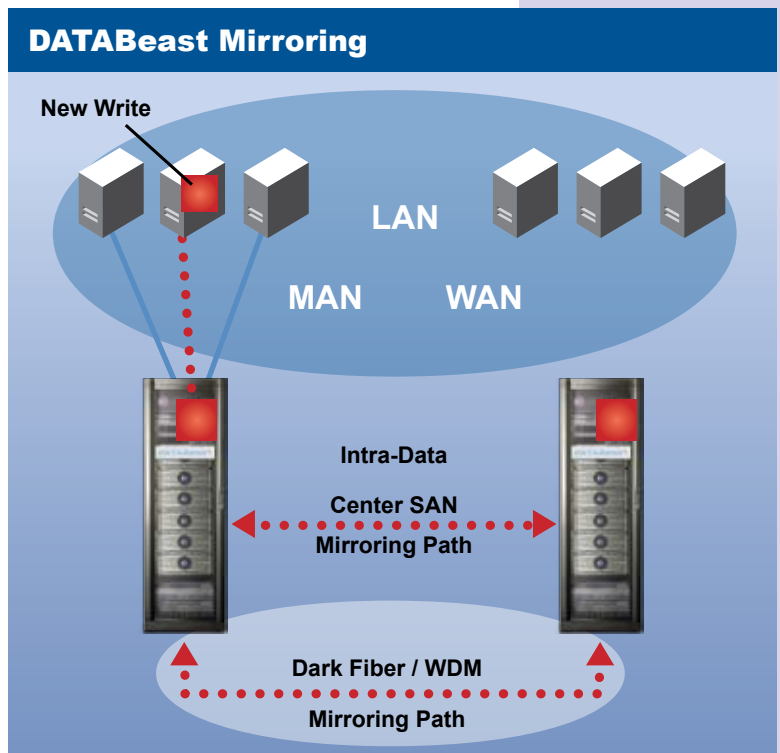 DATABeast Mirroring
New Write
LAN
MAN WAN
Intra-Data
Center SAN
Mirroring Path
Dark Fiber / WDM
Mirroring Path